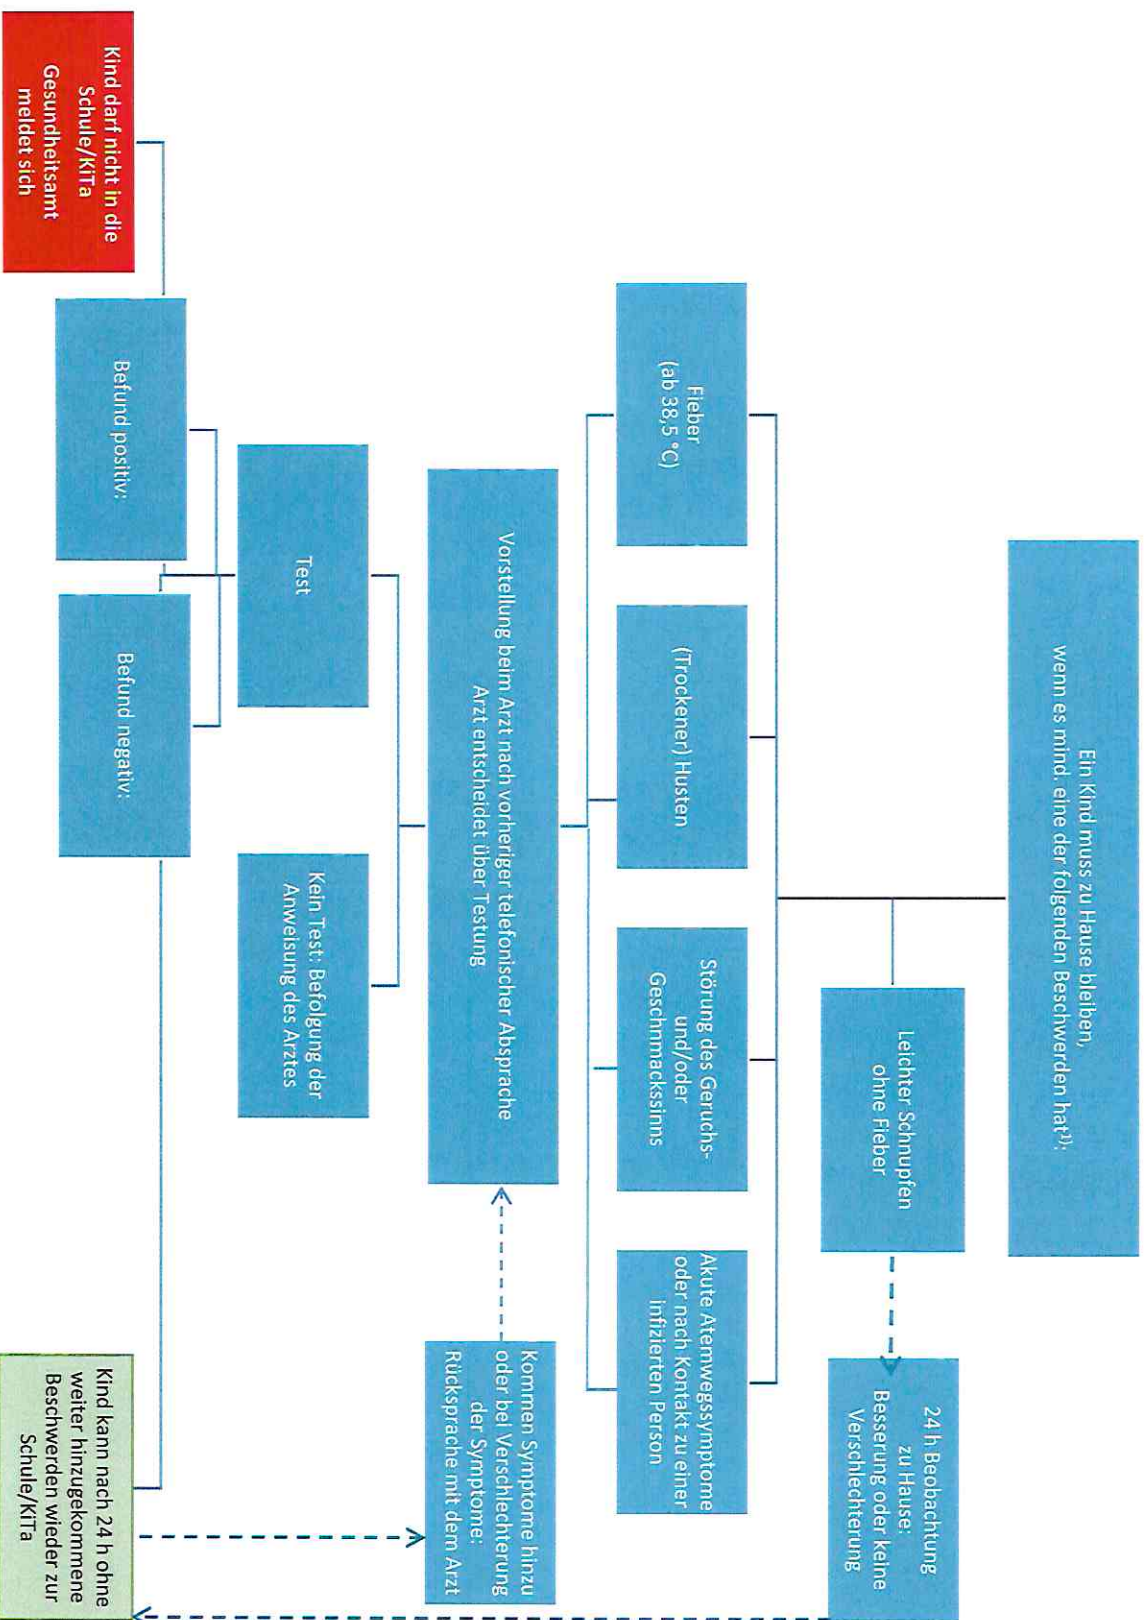 Ein Kind muss zu Hause bleiben,
wenn es mind. eine der folgenden Beschwerden hat¹⁾:
Leichter Schnupfen
ohne Fieber
24 h Beobachtung
zu Hause:
Besserung oder keine
Verschlechterung
Fieber
(ab 38,5 °C)
(Trockener) Husten
Störung des Geruchs-
und/oder
Geschnmackssinns
Akute Atemwegssymptome
oder nach Kontakt zu einer
infizierten Person
Vorstellung beim Arzt nach vorheriger telefonischer Absprache
Arzt entscheidet über Testung
Kommen Symptome hinzu
oder bei Verschlechterung
der Symptome:
Rücksprache mit dem Arzt
Test
Kein Test: Befolgung der
Anweisung des Arztes
Befund positiv:
Befund negativ:
Kind darf nicht in die
Schule/KiTa
Gesundheitsamt
meldet sich
Kind kann nach 24 h ohne
weiter hinzugekommene
Beschwerden wieder zur
Schule/KiTa